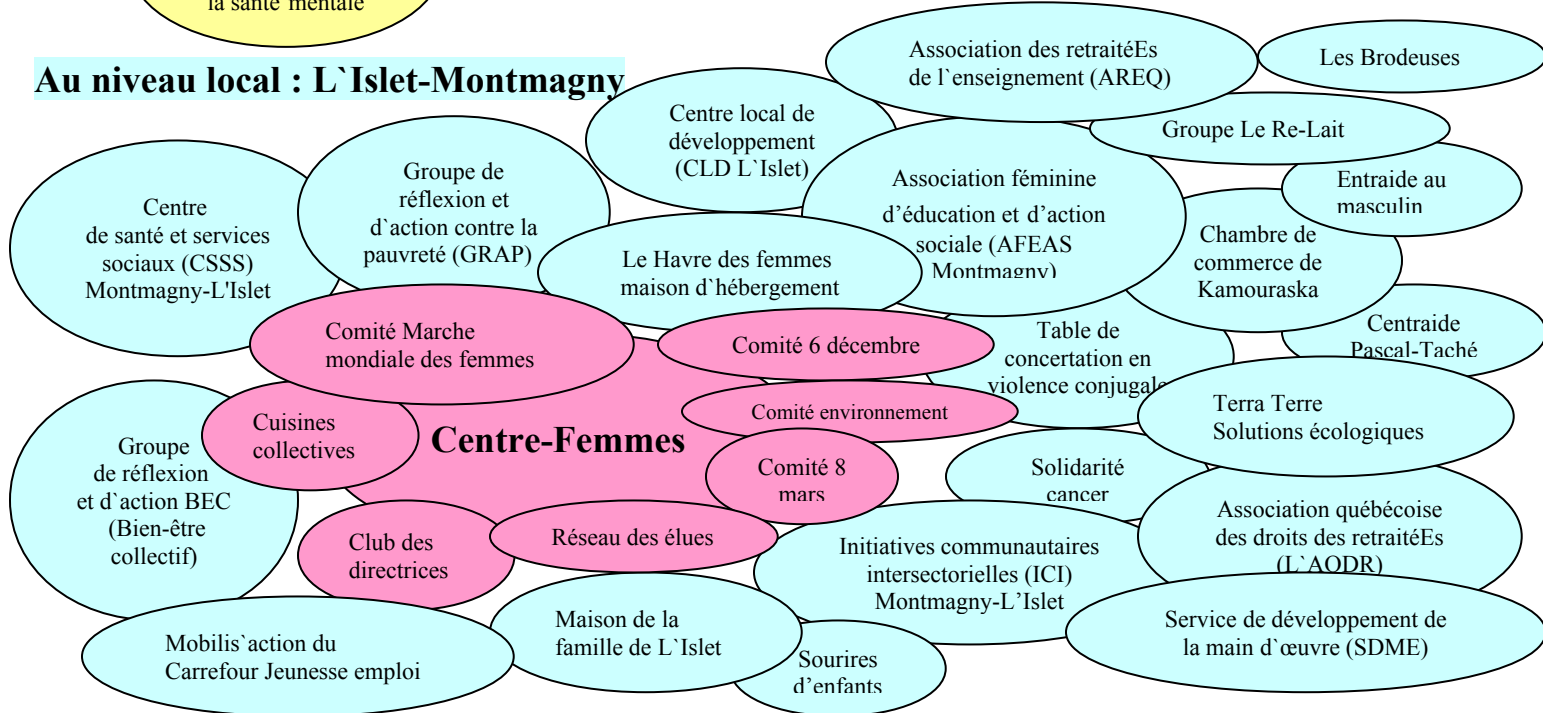 la santé mentale
Au niveau local : L`Islet-Montmagny
Association des retraitéEs
de l`enseignement (AREQ)
Les Brodeuses
Centre local de
développement
(CLD L`Islet)
Groupe Le Re-Lait
Groupe de
réflexion et
d`action contre la
pauvreté (GRAP)
Association féminine
d’éducation et d’action
sociale (AFEAS
Montmagny)
Entraide au
masculin
Centre
de santé et services
sociaux (CSSS)
Montmagny-L'Islet
Le Havre des femmes
maison d’hébergement
Chambre de
commerce de
Kamouraska
Comité Marche
mondiale des femmes
Comité 6 décembre
Table de
concertation en
violence conjugale
Centraide
Pascal-Taché
Cuisines
collectives
Centre-Femmes
Comité environnement
Terra Terre
Solutions écologiques
Groupe
de réflexion
et d`action BEC
(Bien-être
collectif)
Comité 8
mars
Solidarité
cancer
Club des
directrices
Réseau des élues
Initiatives communautaires
intersectorielles (ICI)
Montmagny-L’Islet
Association québécoise
des droits des retraitéEs
(L`AQDR)
Mobilis`action du
Carrefour Jeunesse emploi
Maison de la
famille de L`Islet
Sourires
d’enfants
Service de développement de
la main d`œuvre (SDME)